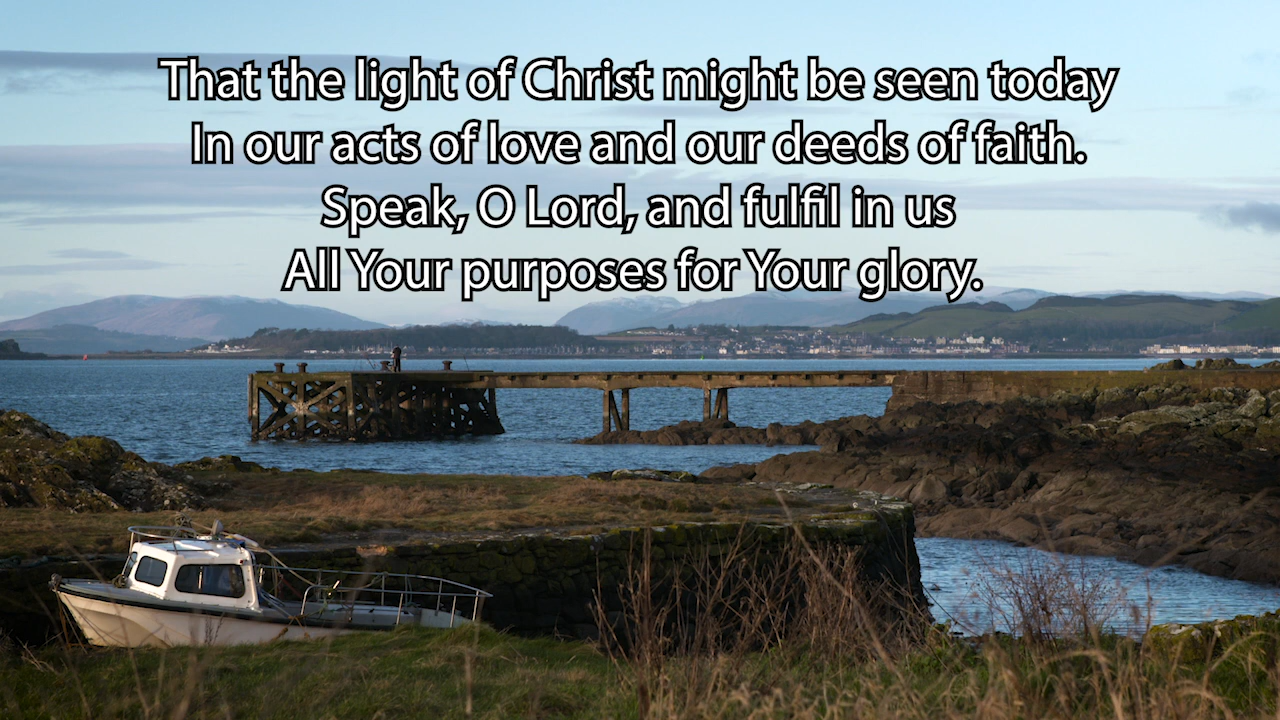 That the light of Christ might be seen today
In our acts of love and our deeds of faith.
Speak, O Lord, and fulfil in us
All Your purposes for Your glory.